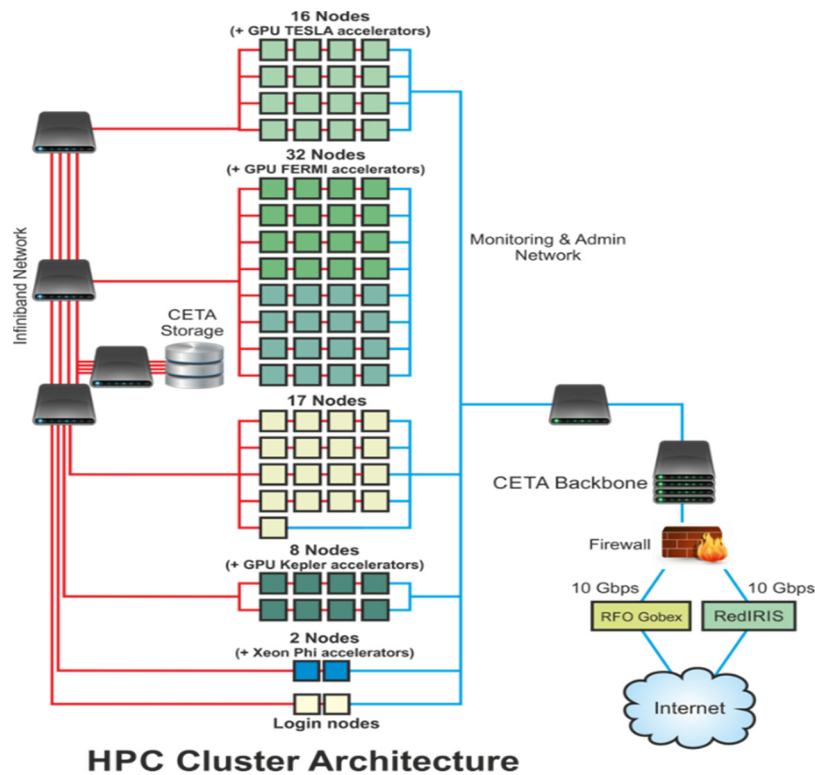 16 Nodes
(+ GPU TESLA accelerators)
32 Nodes
(+ GPU FERMI accelerators)
Infiniband Network
CETA
Storage
Monitoring & Admin
Network
17 Nodes
CETA Backbone
Firewall
8 Nodes
(+ GPU Kepler accelerators)
10 Gbps
10 Gbps
RFO Gobex
RedIRIS
2 Nodes
(+ Xeon Phi accelerators)
Internet
Login nodes
HPC Cluster Architecture